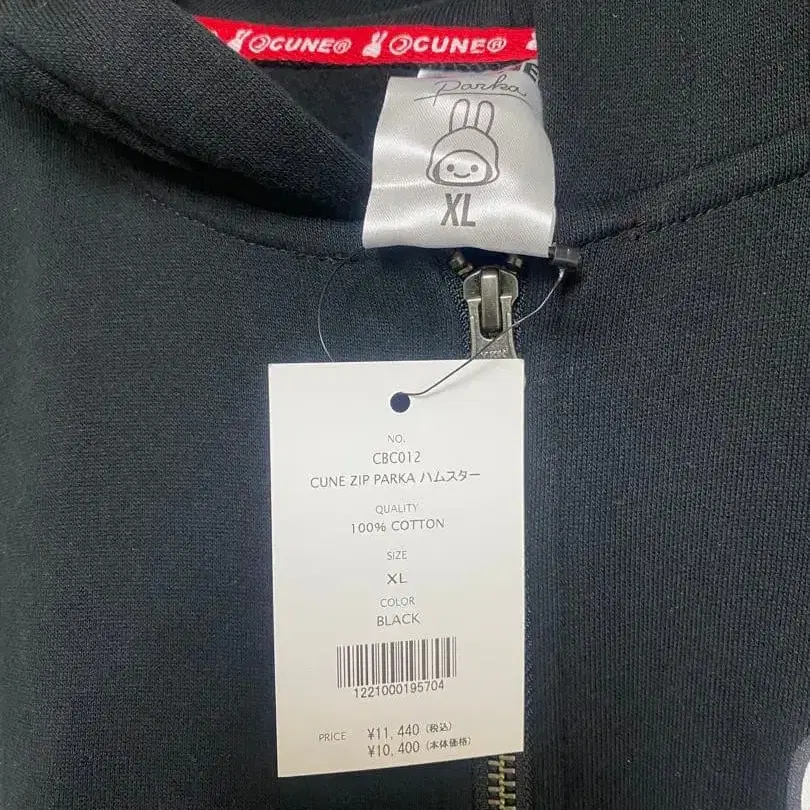 CUNE® CUNE®
Parka
XL
NO.
CBC012
CUNE ZIP PARKA ハムスター
QUALITY
100% COTTON
SIZE
XL
COLOR
BLACK
1221000195704
PRICE ¥11,440 (税込)
¥10,400 (本体価格)